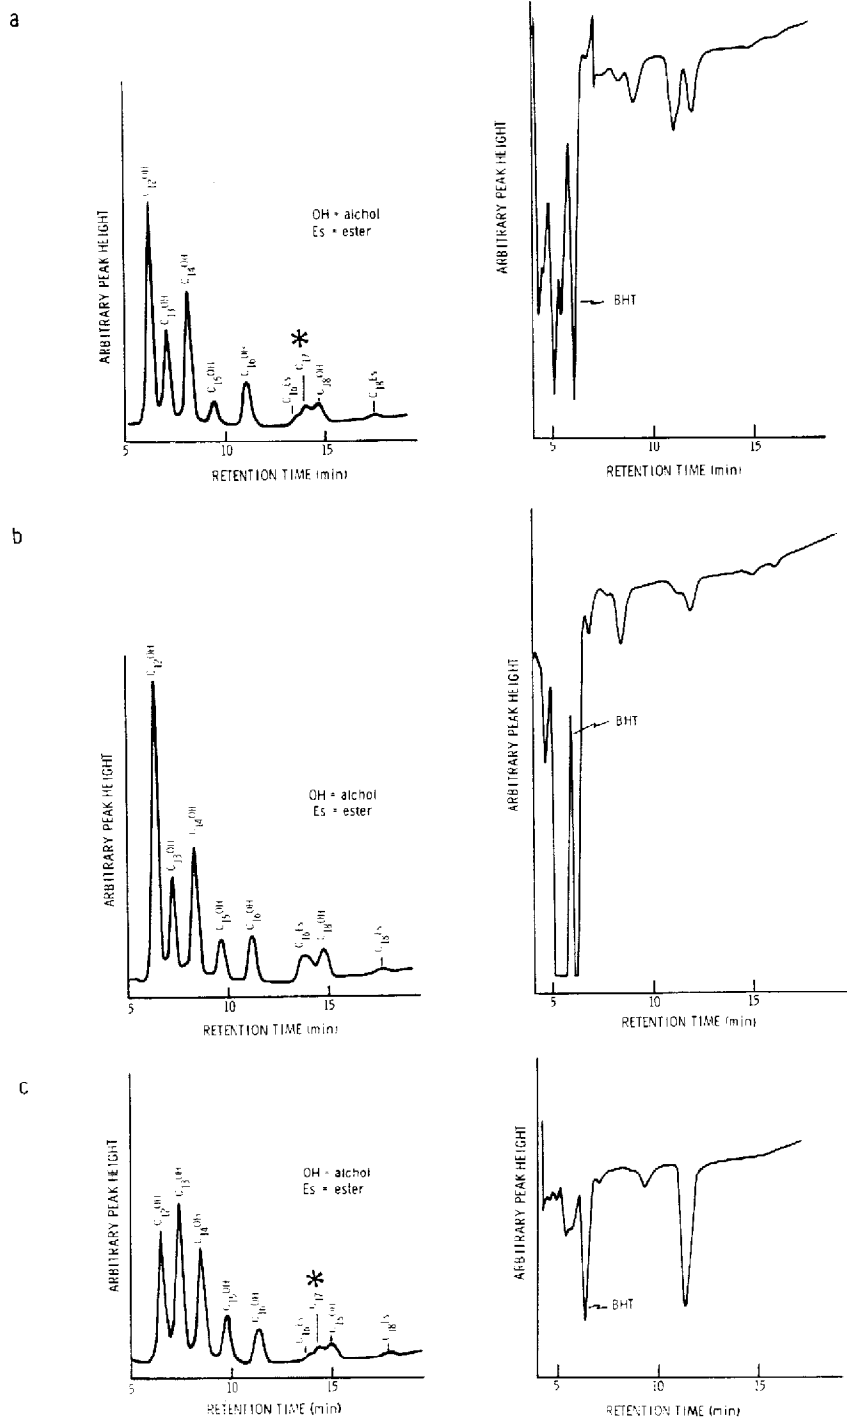 a
ARBITRARY PEAK HEIGHT
C12OH
C13OH
C14OH
C15OH
C16OH
C16Es
*
C17
C18OH
C18Es
OH = alchol
Es = ester
5 10 15
RETENTION TIME (min)
ARBITRARY PEAK HEIGHT
BHT
5 10 15
RETENTION TIME (min)
b
ARBITRARY PEAK HEIGHT
C12OH
C13OH
C14OH
C15OH
C16OH
C16Es
C18OH
C18Es
OH = alchol
Es = ester
5 10 15
RETENTION TIME (min)
ARBITRARY PEAK HEIGHT
BHT
5 10 15
RETENTION TIME (min)
c
ARBITRARY PEAK HEIGHT
C12OH
C13OH
C14OH
C15OH
C16OH
C16Es
*
C17
C18Es
OH = alchol
Es = ester
5 10 15
RETENTION TIME (min)
ARBITRARY PEAK HEIGHT
BHT
5 10 15
RETENTION TIME (min)